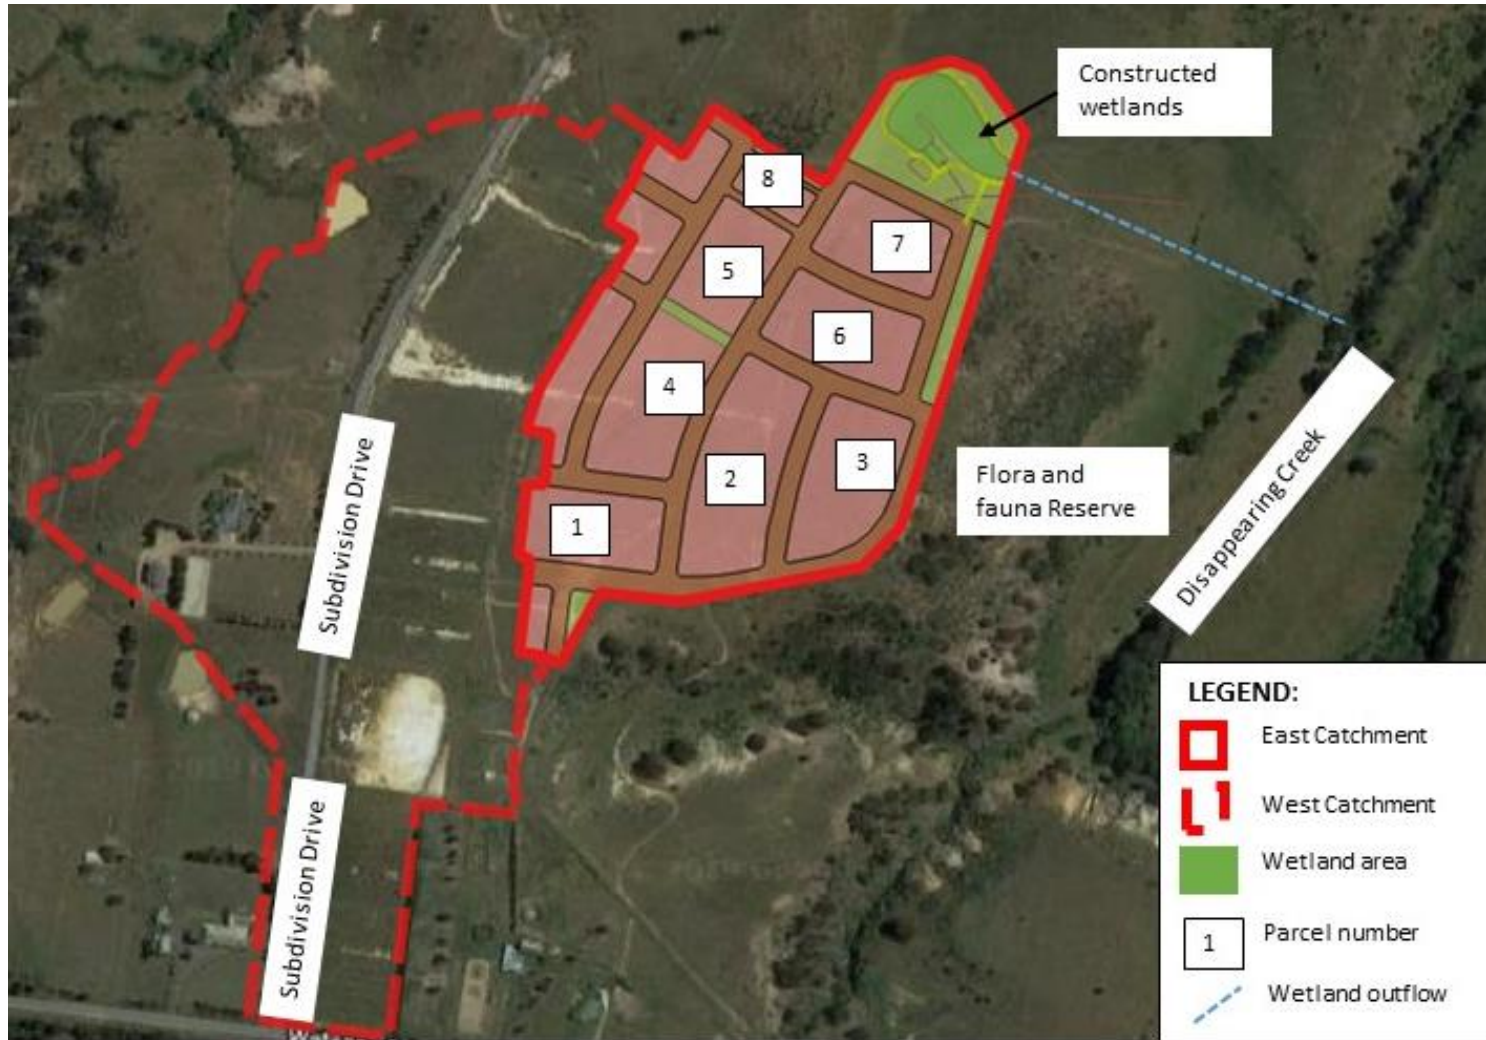 Constructed
wetlands
8
7
5
6
4
3
2
1
Flora and
fauna Reserve
Subdivision Drive
Disappearing Creek
Subdivision Drive
LEGEND:
East Catchment
West Catchment
Wetland area
1
Parcel number
Wetland outflow